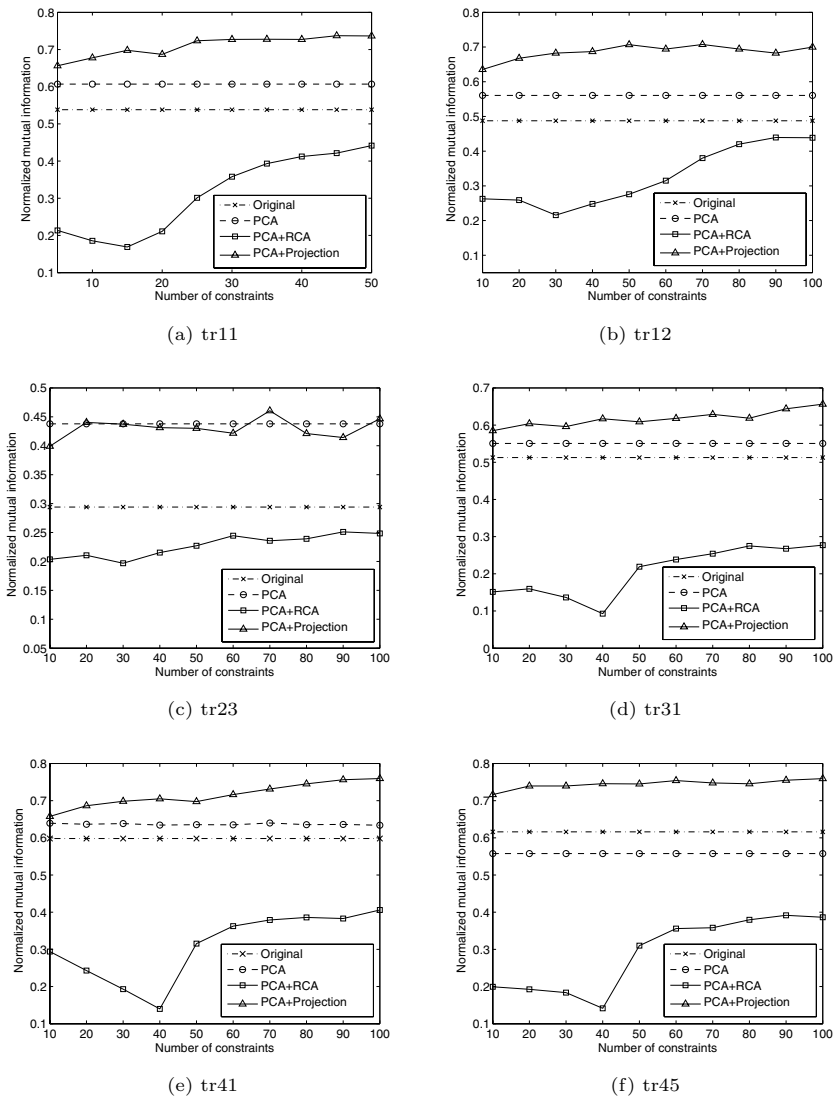 0.8
0.7
0.6
0.5
0.4
0.3
0.2
0.1
10 20 30 40 50
Normalized mutual information
Number of constraints
Original
PCA
PCA+RCA
PCA+Projection
(a) tr11
0.8
0.7
0.6
0.5
0.4
0.3
0.2
0.1
10 20 30 40 50 60 70 80 90 100
Normalized mutual information
Number of constraints
Original
PCA
PCA+RCA
PCA+Projection
(b) tr12
0.5
0.45
0.4
0.35
0.3
0.25
0.2
0.15
0.1
0.05
10 20 30 40 50 60 70 80 90 100
Normalized mutual information
Number of constraints
Original
PCA
PCA+RCA
PCA+Projection
(c) tr23
0.7
0.6
0.5
0.4
0.3
0.2
0.1
0
10 20 30 40 50 60 70 80 90 100
Normalized mutual information
Number of constraints
Original
PCA
PCA+RCA
PCA+Projection
(d) tr31
0.8
0.7
0.6
0.5
0.4
0.3
0.2
0.1
10 20 30 40 50 60 70 80 90 100
Normalized mutual information
Number of constraints
Original
PCA
PCA+RCA
PCA+Projection
(e) tr41
0.8
0.7
0.6
0.5
0.4
0.3
0.2
0.1
10 20 30 40 50 60 70 80 90 100
Normalized mutual information
Number of constraints
Original
PCA
PCA+RCA
PCA+Projection
(f) tr45